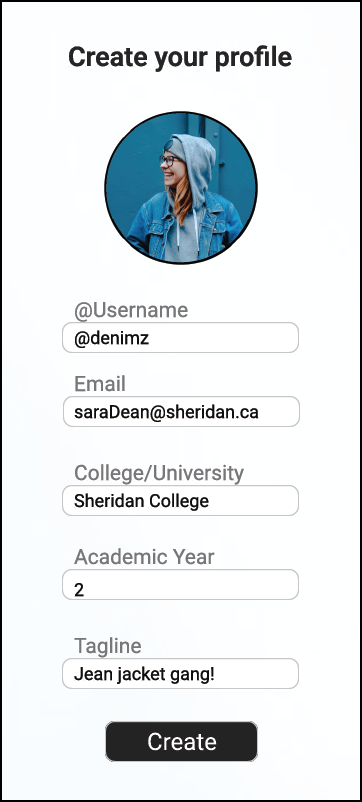 Create your profile
@Username
@denimz
Email
saraDean@sheridan.ca
College/University
Sheridan College
Academic Year
2
Tagline
Jean jacket gang!
Create